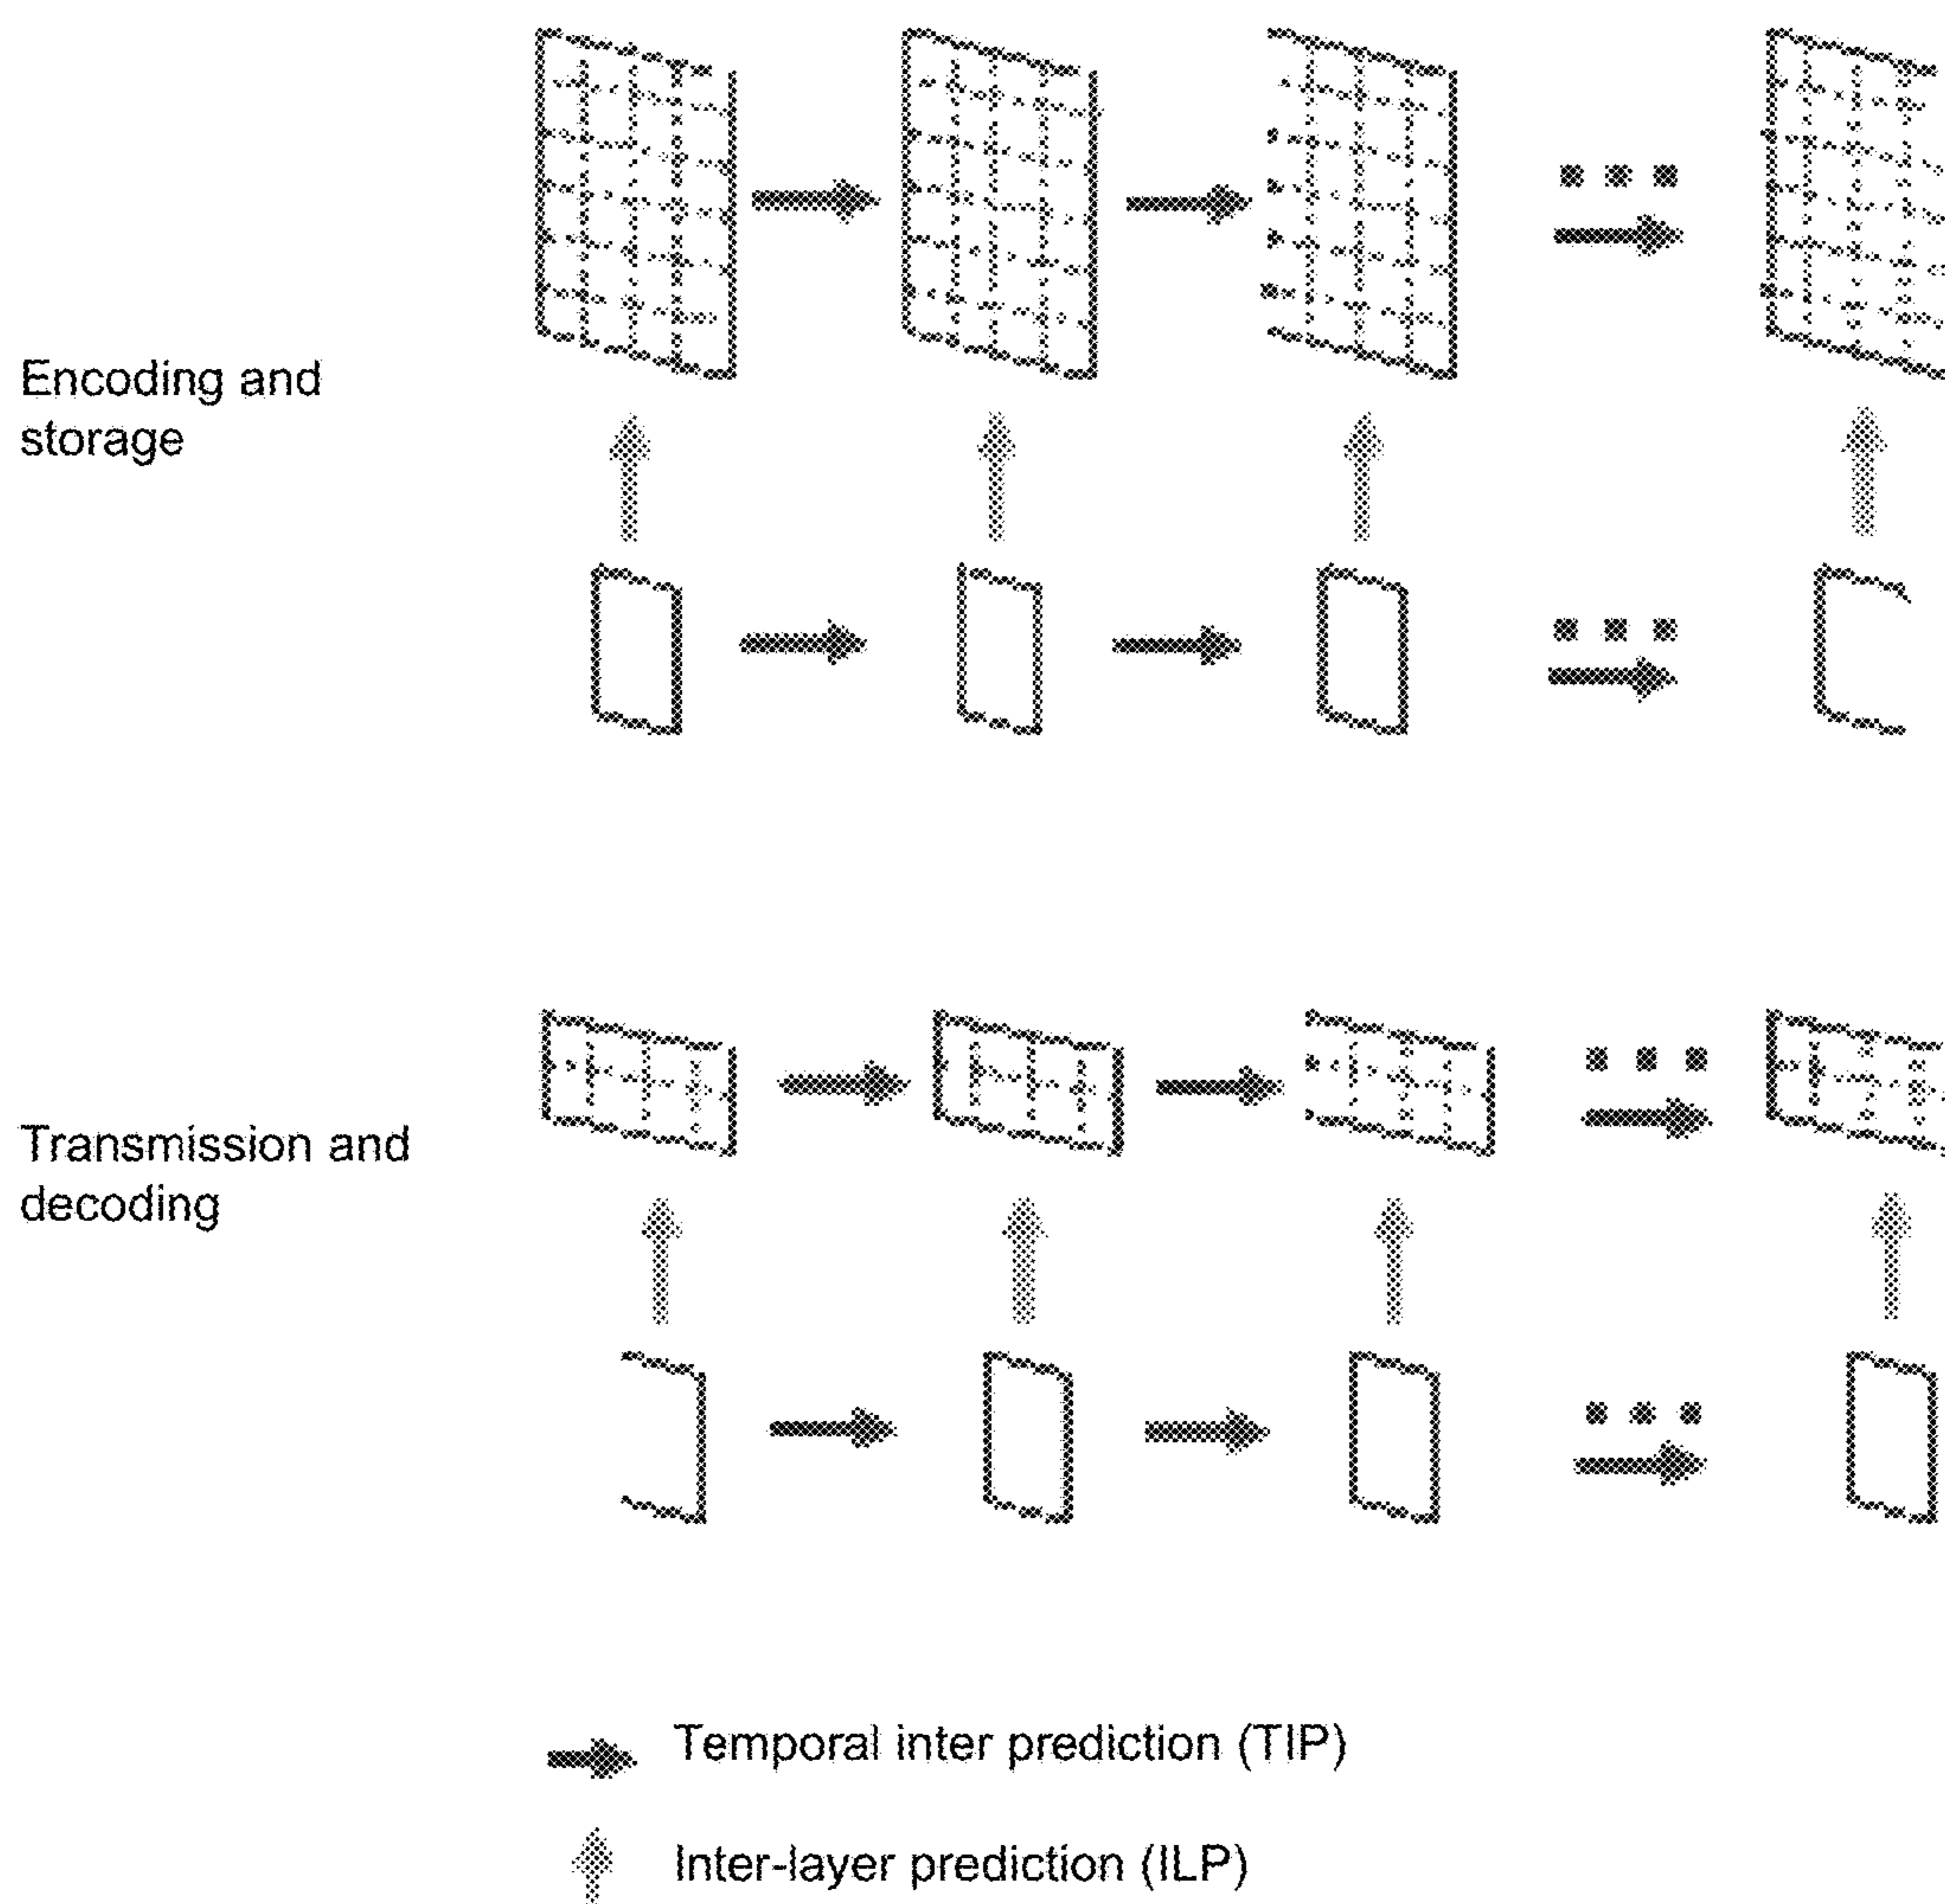 Encoding and
storage
Transmission and
decoding
Temporal inter prediction (TIP)
Inter-layer prediction (ILP)